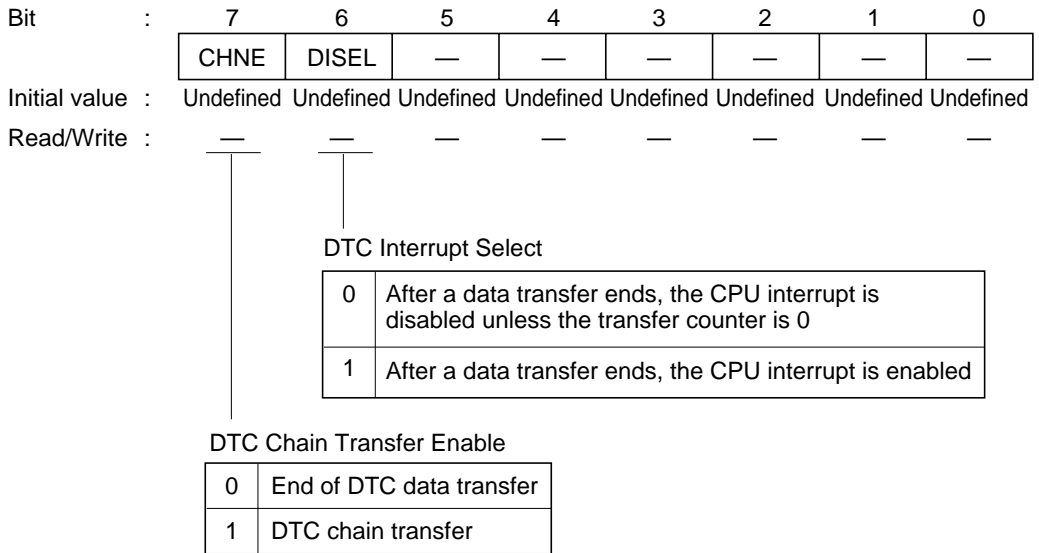 Bit : 7 6 5 4 3 2 1 0
CHNE DISEL — — — — — —
Initial value : Undefined Undefined Undefined Undefined Undefined Undefined Undefined Undefined
Read/Write : — — — — — — — —
DTC Interrupt Select
0 After a data transfer ends, the CPU interrupt is
disabled unless the transfer counter is 0
1 After a data transfer ends, the CPU interrupt is enabled
DTC Chain Transfer Enable
0 End of DTC data transfer
1 DTC chain transfer